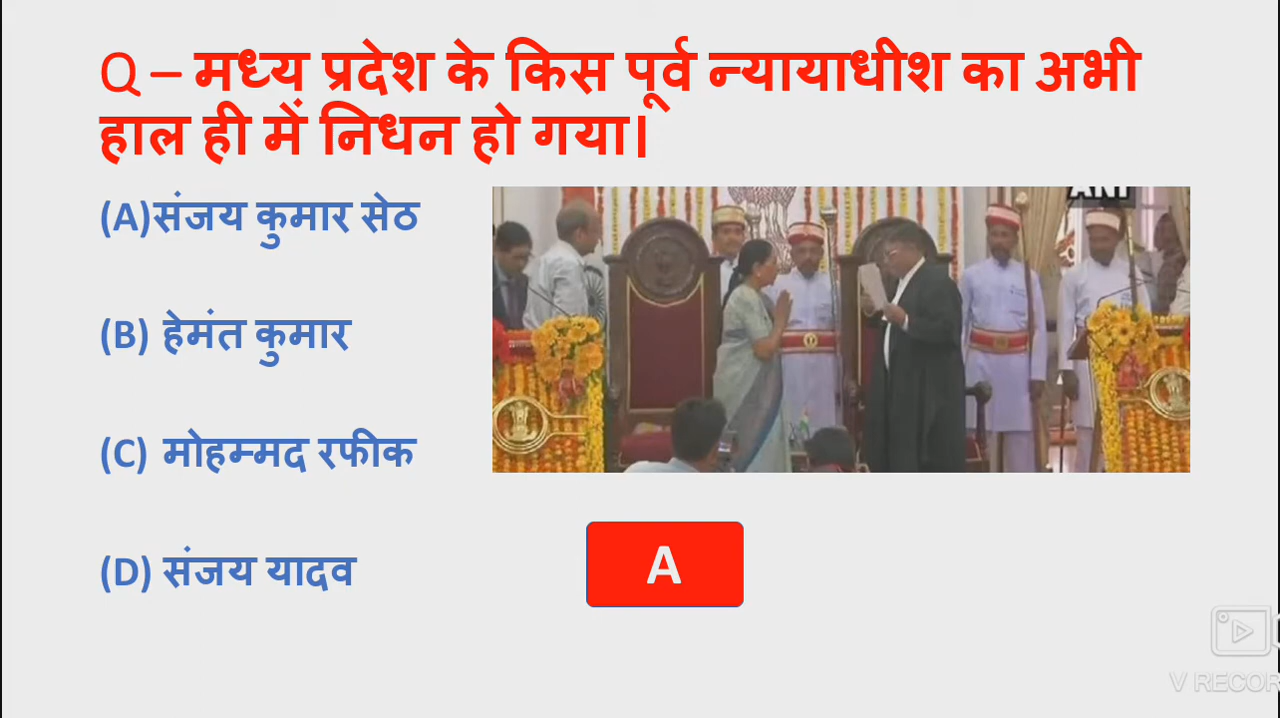 Q – मध्य प्रदेश के किस पूर्व न्यायाधीश का अभी
हाल ही में निधन हो गया।
(A)संजय कुमार सेठ
ANI
(B) हेमंत कुमार
(C) मोहम्मद रफीक
(D) संजय यादव
A
V RECOR